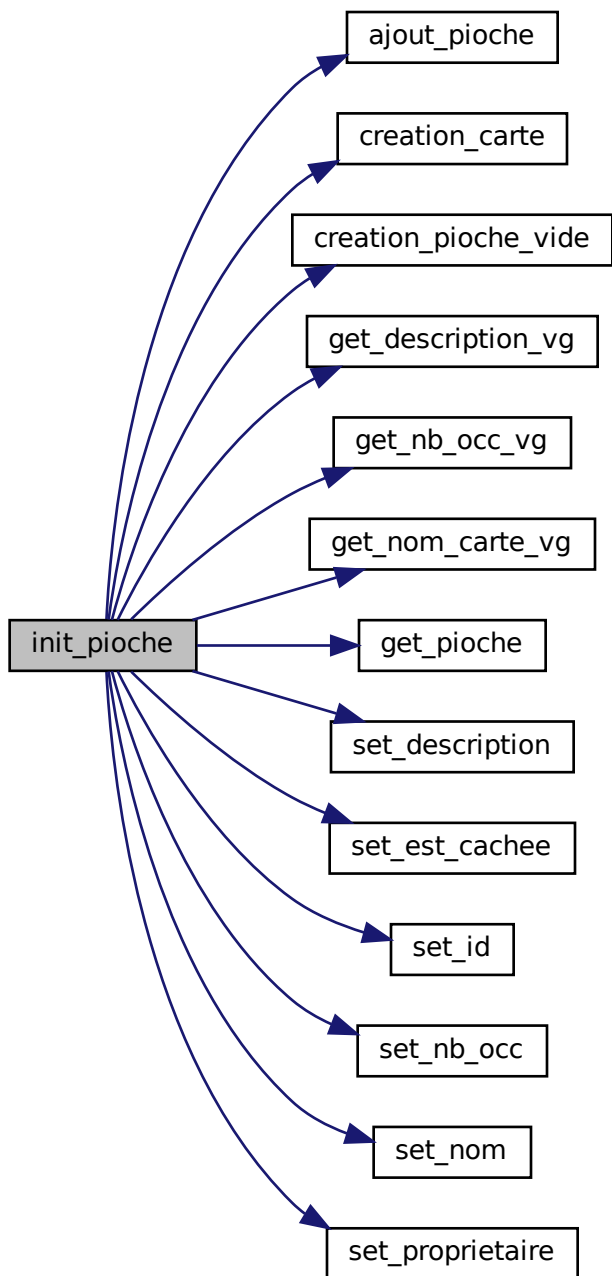 ajout_pioche
creation_carte
creation_pioche_vide
get_description_vg
get_nb_occ_vg
get_nom_carte_vg
init_pioche
get_pioche
set_description
set_est_cachee
set_id
set_nb_occ
set_nom
set_proprietaire